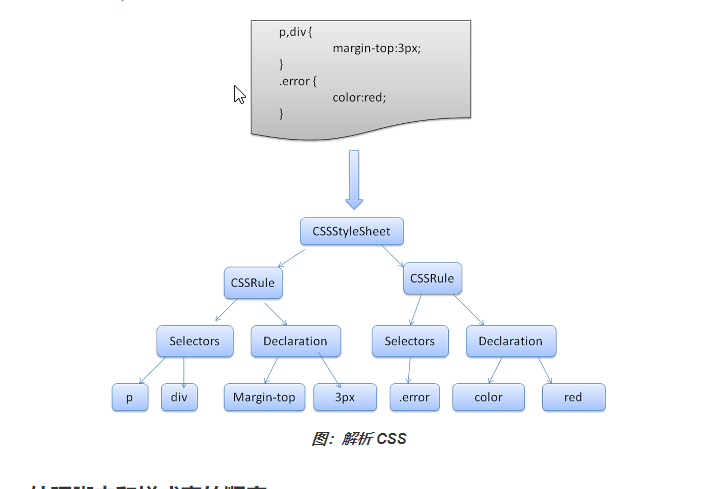 p,div {
margin-top:3px;
}
.error {
color:red;
}
CSSStyleSheet
CSSRule
CSSRule
Selectors
Declaration
Selectors
Declaration
p
div
Margin-top
3px
.error
color
red
图：解析 CSS